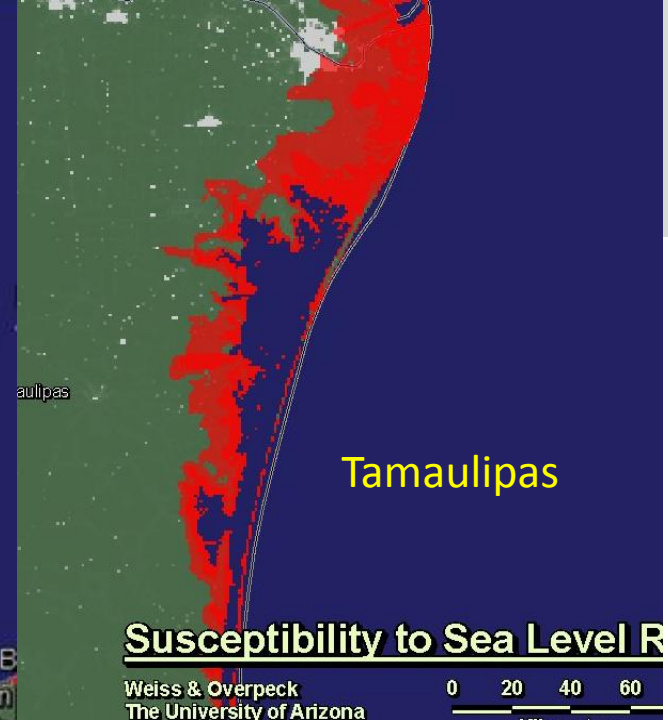 aulipas
Tamaulipas
Susceptibility to Sea Level R
B
Weiss & Overpeck
The University of Arizona
0 20 40 60